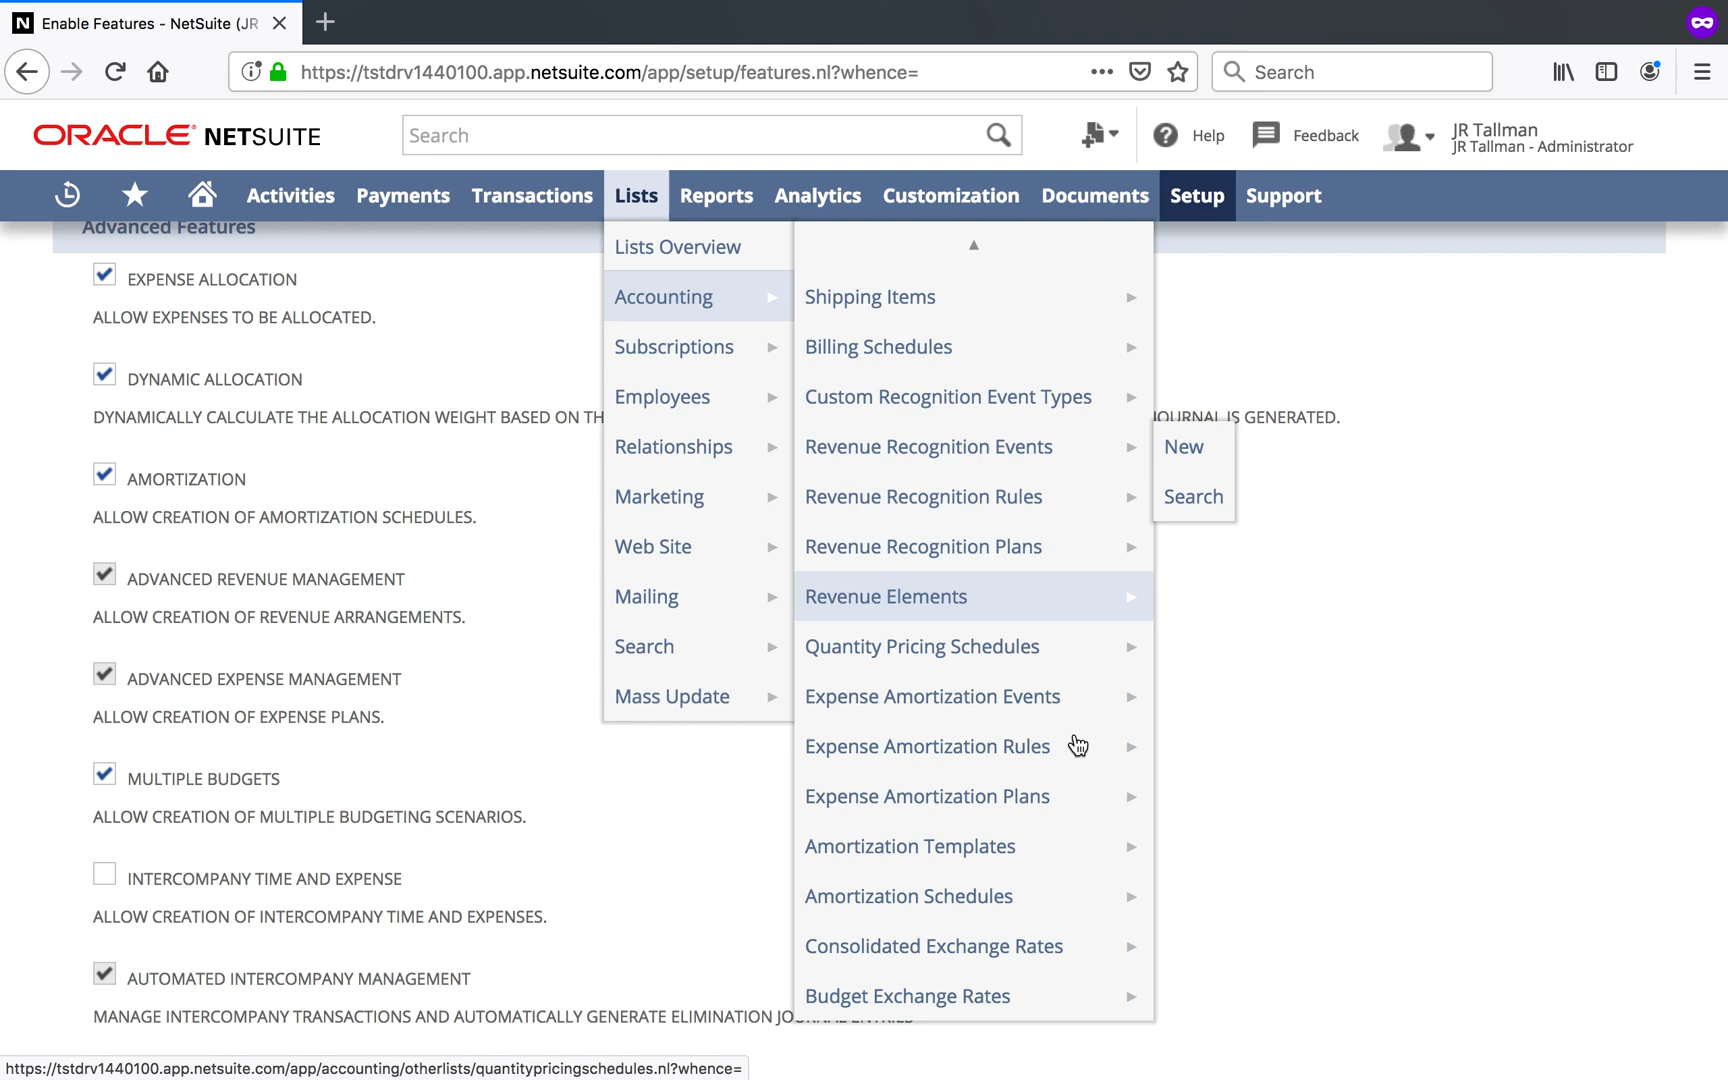 Enable Features - NetSuite (JR
https://tstdrv1440100.app.netsuite.com/app/setup/features.nl?whence=
Search
ORACLE NETSUITE
Search
Help
Feedback
JR Tallman
JR Tallman - Administrator
Activities
Payments
Transactions
Lists
Reports
Analytics
Customization
Documents
Setup
Support
Advanced Features
EXPENSE ALLOCATION
ALLOW EXPENSES TO BE ALLOCATED.
DYNAMIC ALLOCATION
DYNAMICALLY CALCULATE THE ALLOCATION WEIGHT BASED ON TH
JOURNAL IS GENERATED.
AMORTIZATION
ALLOW CREATION OF AMORTIZATION SCHEDULES.
ADVANCED REVENUE MANAGEMENT
ALLOW CREATION OF REVENUE ARRANGEMENTS.
ADVANCED EXPENSE MANAGEMENT
ALLOW CREATION OF EXPENSE PLANS.
MULTIPLE BUDGETS
ALLOW CREATION OF MULTIPLE BUDGETING SCENARIOS.
INTERCOMPANY TIME AND EXPENSE
ALLOW CREATION OF INTERCOMPANY TIME AND EXPENSES.
AUTOMATED INTERCOMPANY MANAGEMENT
MANAGE INTERCOMPANY TRANSACTIONS AND AUTOMATICALLY GENERATE ELIMINATION JOURNAL ENTRIES
Lists Overview
Accounting
Subscriptions
Employees
Relationships
Marketing
Web Site
Mailing
Search
Mass Update
Shipping Items
Billing Schedules
Custom Recognition Event Types
Revenue Recognition Events
Revenue Recognition Rules
Revenue Recognition Plans
Revenue Elements
Quantity Pricing Schedules
Expense Amortization Events
Expense Amortization Rules
Expense Amortization Plans
Amortization Templates
Amortization Schedules
Consolidated Exchange Rates
Budget Exchange Rates
New
Search
https://tstdrv1440100.app.netsuite.com/app/accounting/otherlists/quantitypricingschedules.nl?whence=